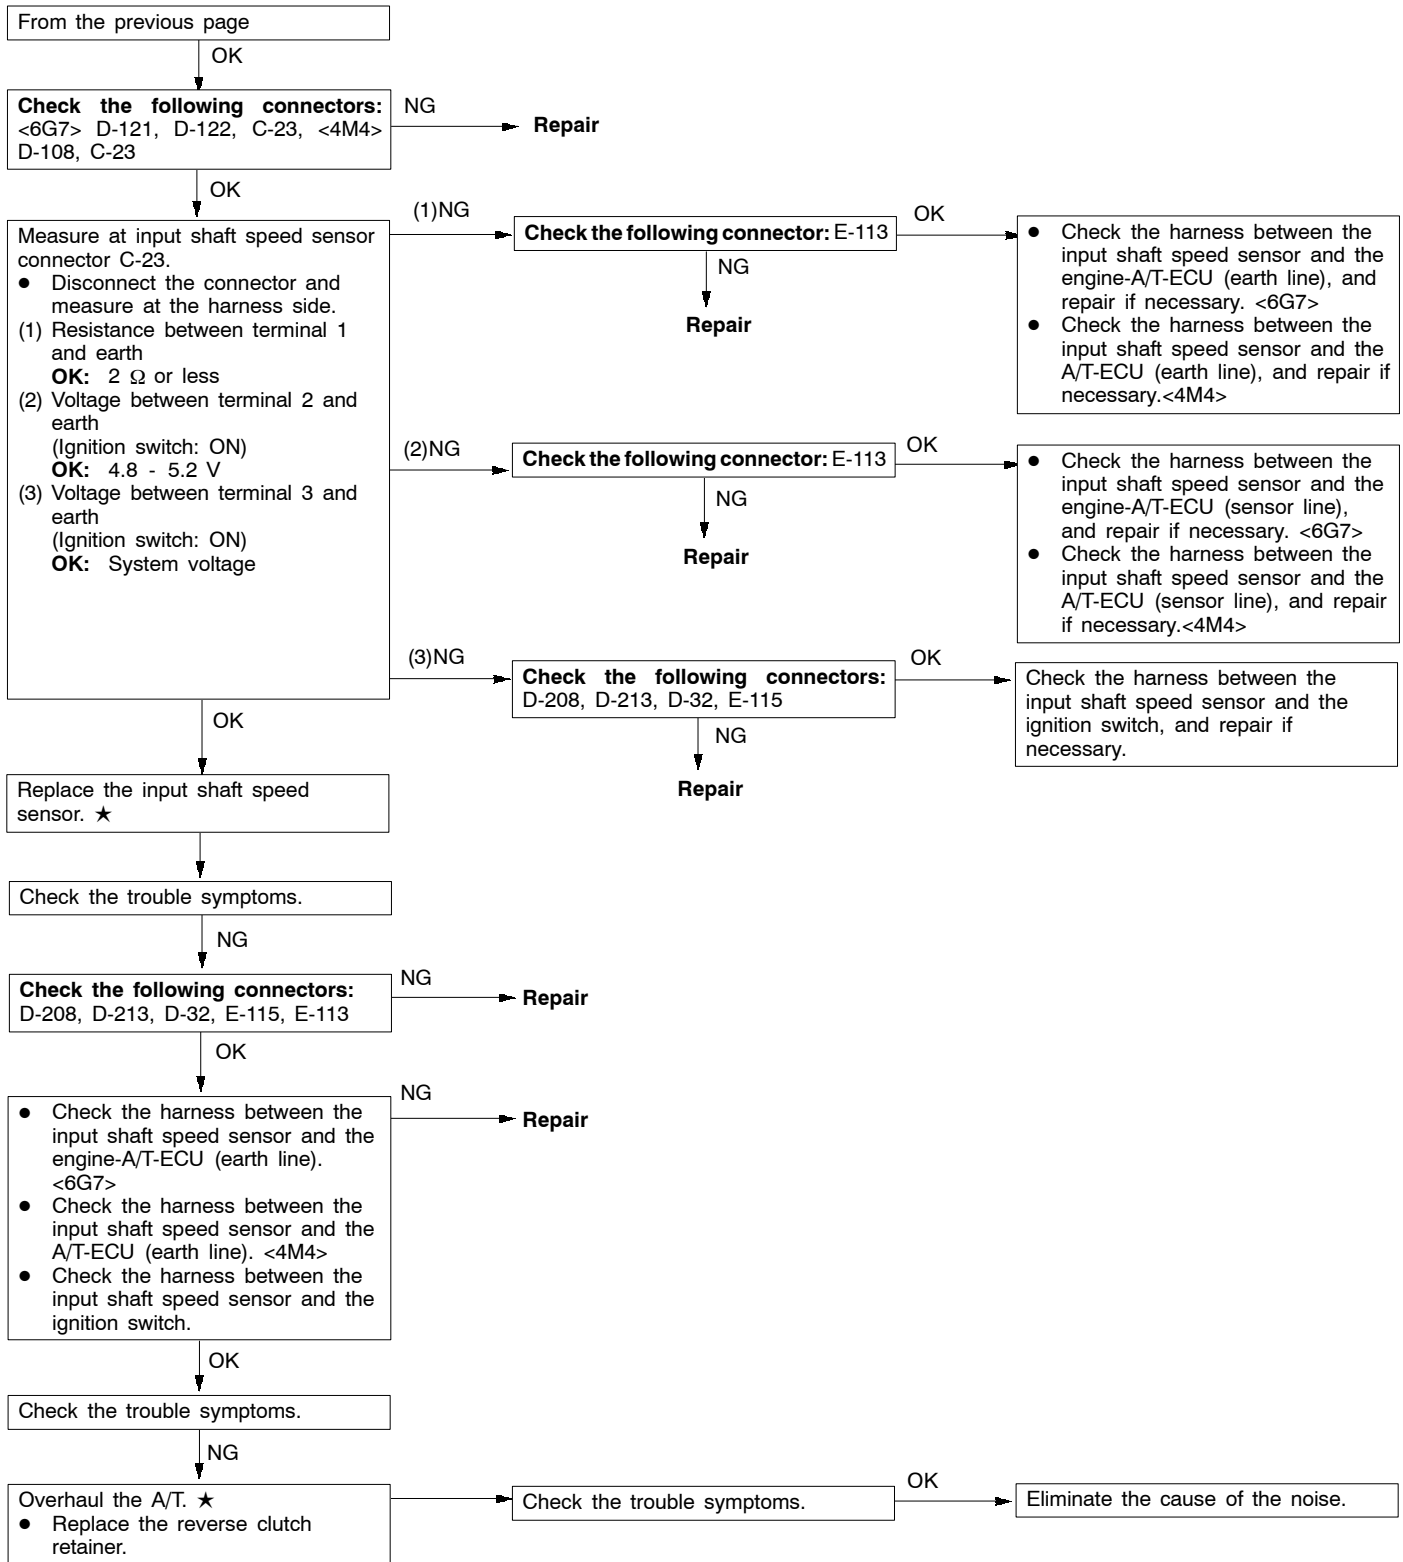 From the previous page
OK
Check the following connectors:
<6G7> D-121, D-122, C-23, <4M4>
D-108, C-23
NG
Repair
OK
Measure at input shaft speed sensor
connector C-23.
● Disconnect the connector and
measure at the harness side.
(1) Resistance between terminal 1
and earth
OK: 2 Ω or less
(2) Voltage between terminal 2 and
earth
(Ignition switch: ON)
OK: 4.8 - 5.2 V
(3) Voltage between terminal 3 and
earth
(Ignition switch: ON)
OK: System voltage
(1)NG
Check the following connector: E-113
OK
● Check the harness between the
input shaft speed sensor and the
engine-A/T-ECU (earth line), and
repair if necessary. <6G7>
● Check the harness between the
input shaft speed sensor and the
A/T-ECU (earth line), and repair if
necessary.<4M4>
NG
Repair
(2)NG
Check the following connector: E-113
OK
● Check the harness between the
input shaft speed sensor and the
engine-A/T-ECU (sensor line),
and repair if necessary. <6G7>
● Check the harness between the
input shaft speed sensor and the
A/T-ECU (sensor line), and repair
if necessary.<4M4>
NG
Repair
(3)NG
Check the following connectors:
D-208, D-213, D-32, E-115
OK
Check the harness between the
input shaft speed sensor and the
ignition switch, and repair if
necessary.
NG
Repair
OK
Replace the input shaft speed
sensor. ★
Check the trouble symptoms.
NG
Check the following connectors:
D-208, D-213, D-32, E-115, E-113
NG
Repair
OK
● Check the harness between the
input shaft speed sensor and the
engine-A/T-ECU (earth line).
<6G7>
● Check the harness between the
input shaft speed sensor and the
A/T-ECU (earth line). <4M4>
● Check the harness between the
input shaft speed sensor and the
ignition switch.
NG
Repair
OK
Check the trouble symptoms.
NG
Overhaul the A/T. ★
● Replace the reverse clutch
retainer.
Check the trouble symptoms.
OK
Eliminate the cause of the noise.